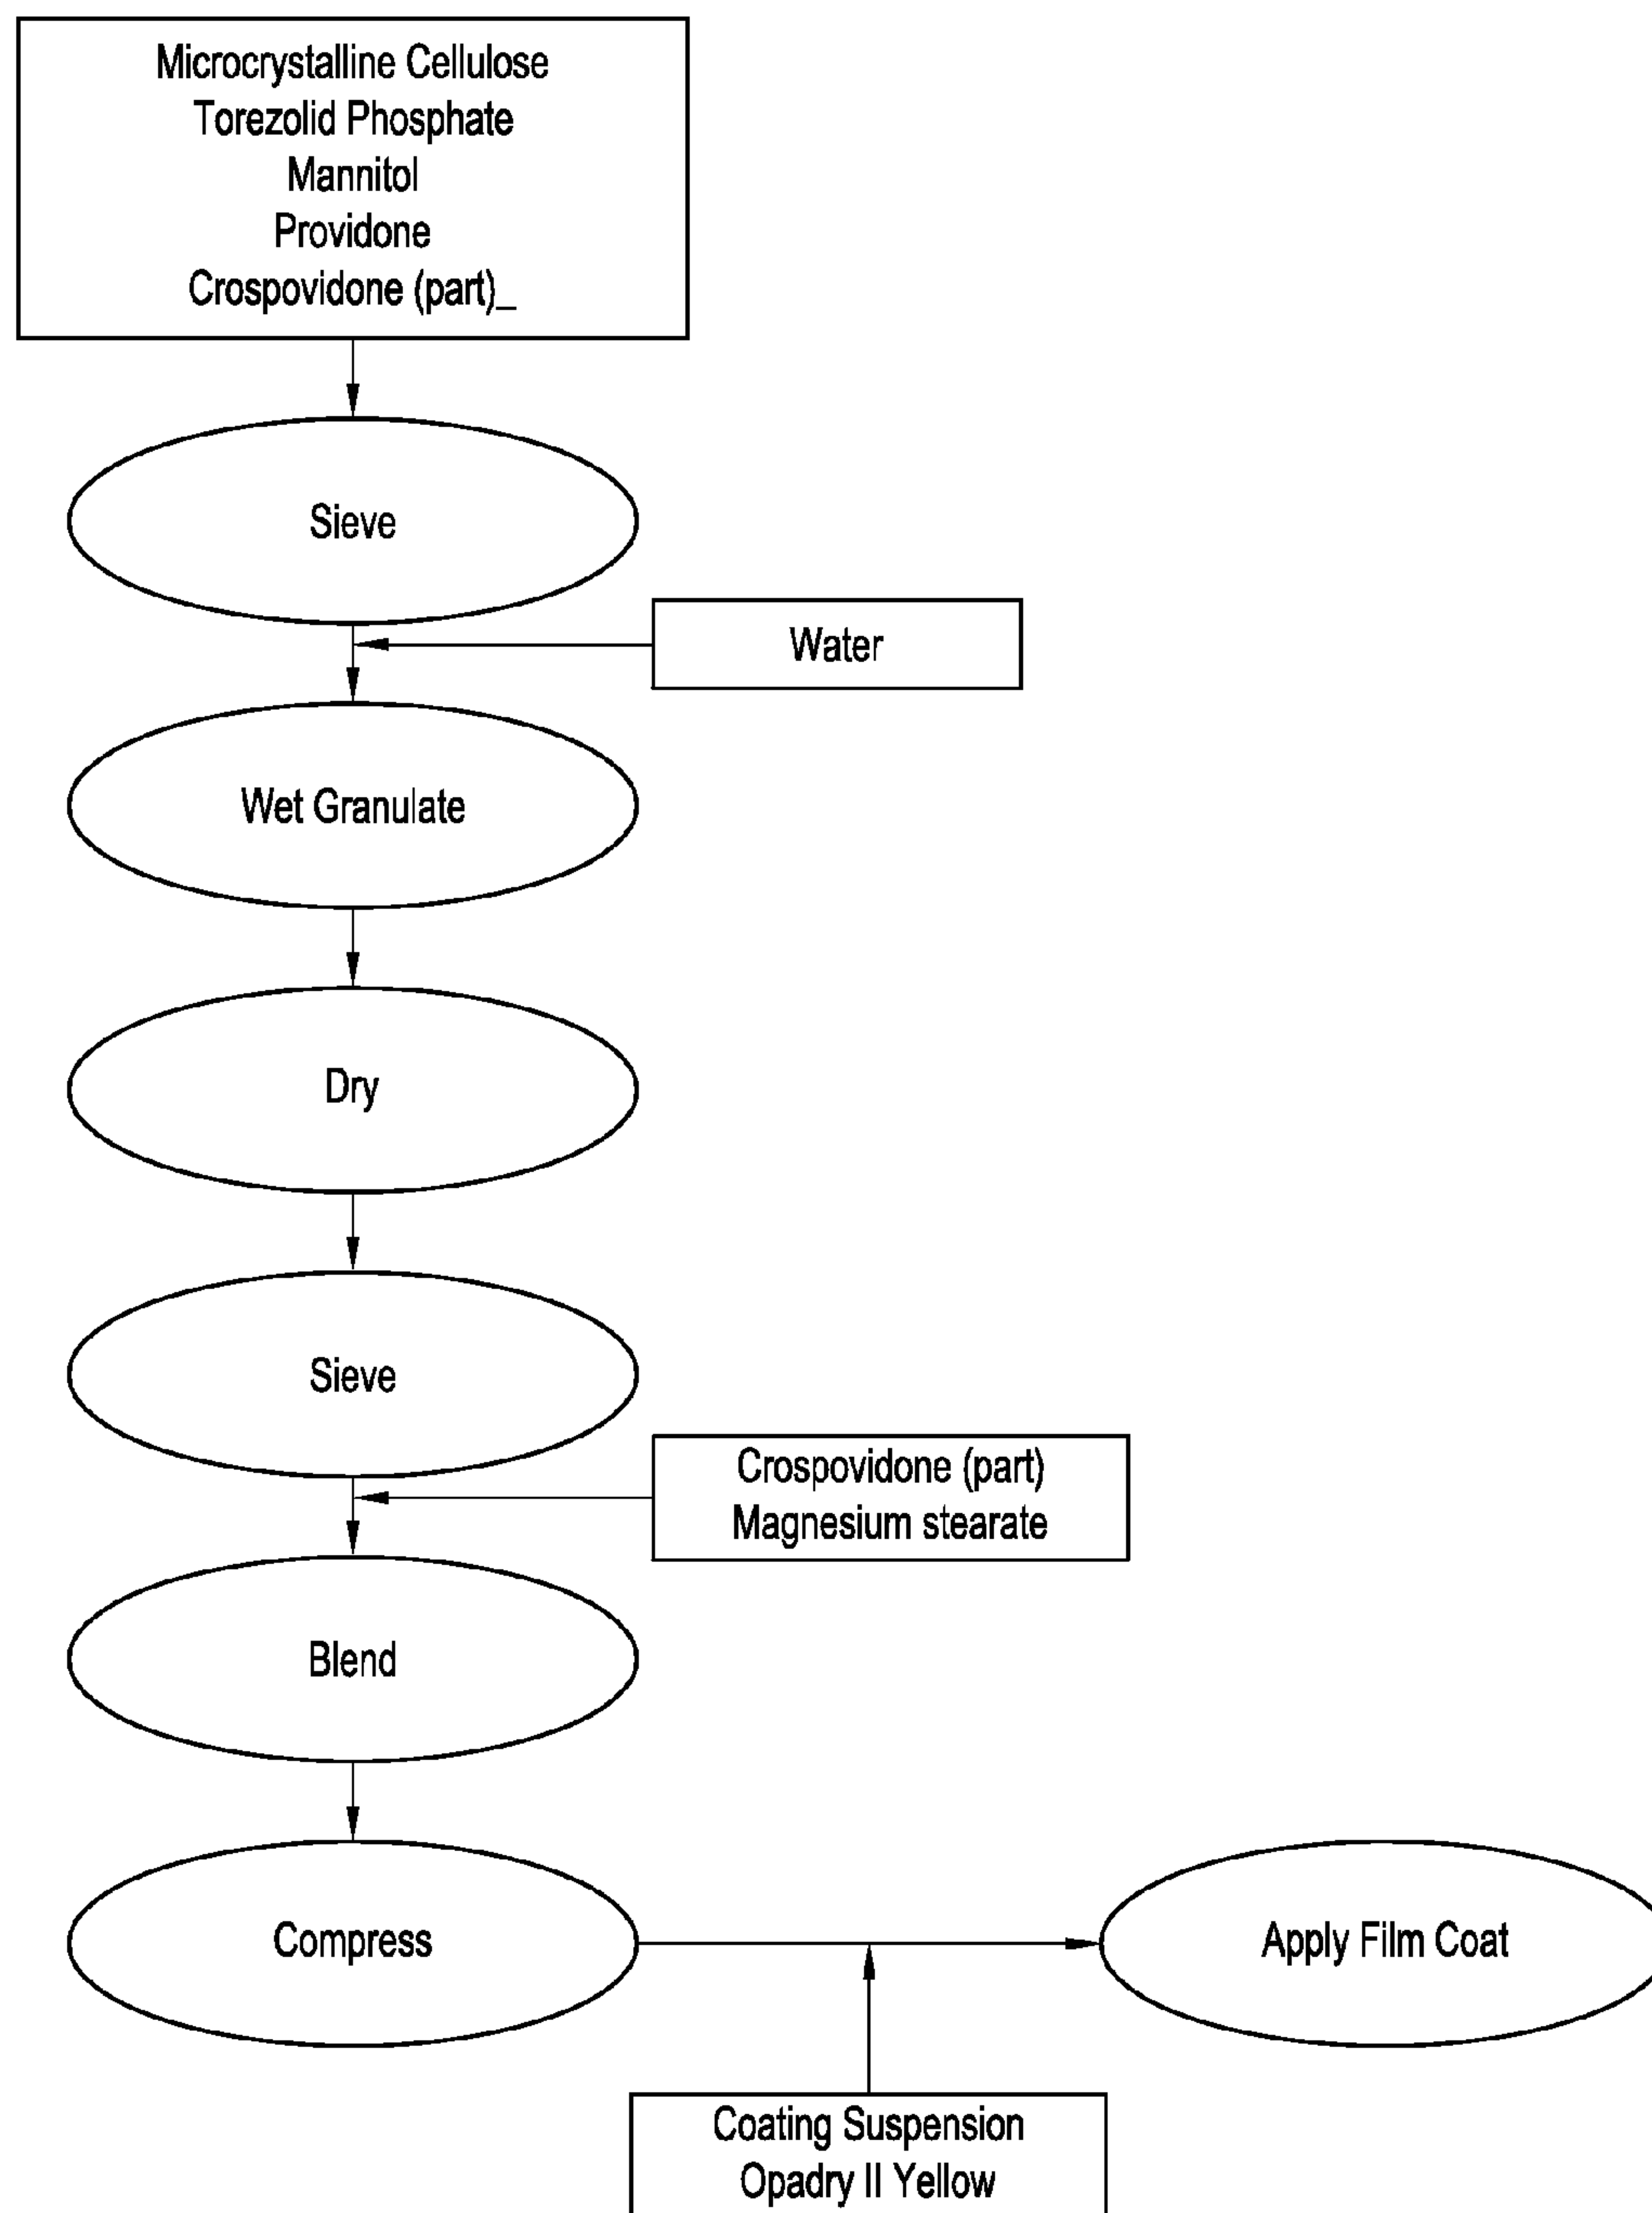 Microcrystalline Cellulose
Torezolid Phosphate
Mannitol
Providone
Crospovidone (part)_
Sieve
Water
Wet Granulate
Dry
Sieve
Crospovidone (part)
Magnesium stearate
Blend
Compress
Apply Film Coat
Coating Suspension
Opadry II Yellow